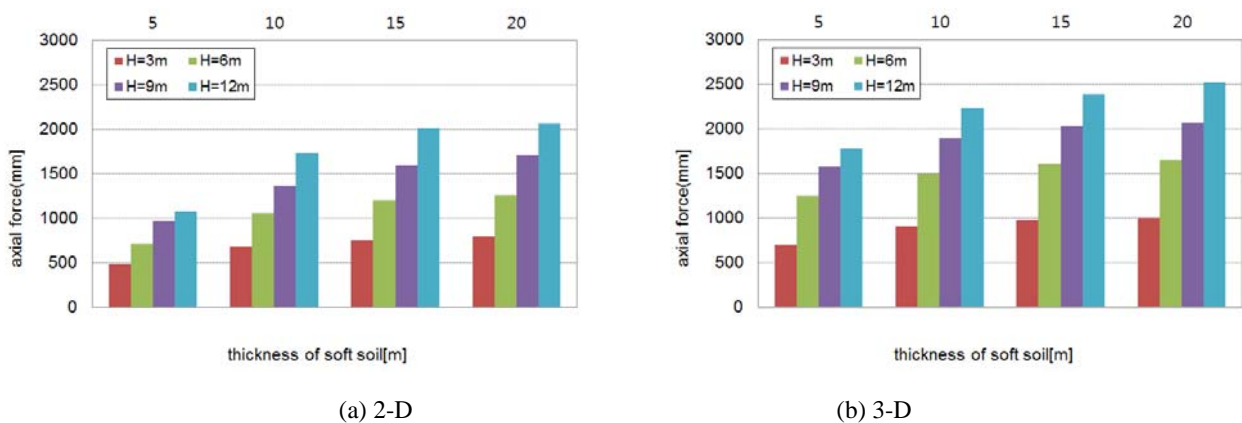 5 10 15 20
3000
2500
2000
1500
1000
500
0
axial force(mm)
H=3m H=6m
H=9m H=12m
thickness of soft soil[m]
(a) 2-D
5 10 15 20
3000
2500
2000
1500
1000
500
0
axial force(mm)
H=3m H=6m
H=9m H=12m
thickness of soft soil[m]
(b) 3-D